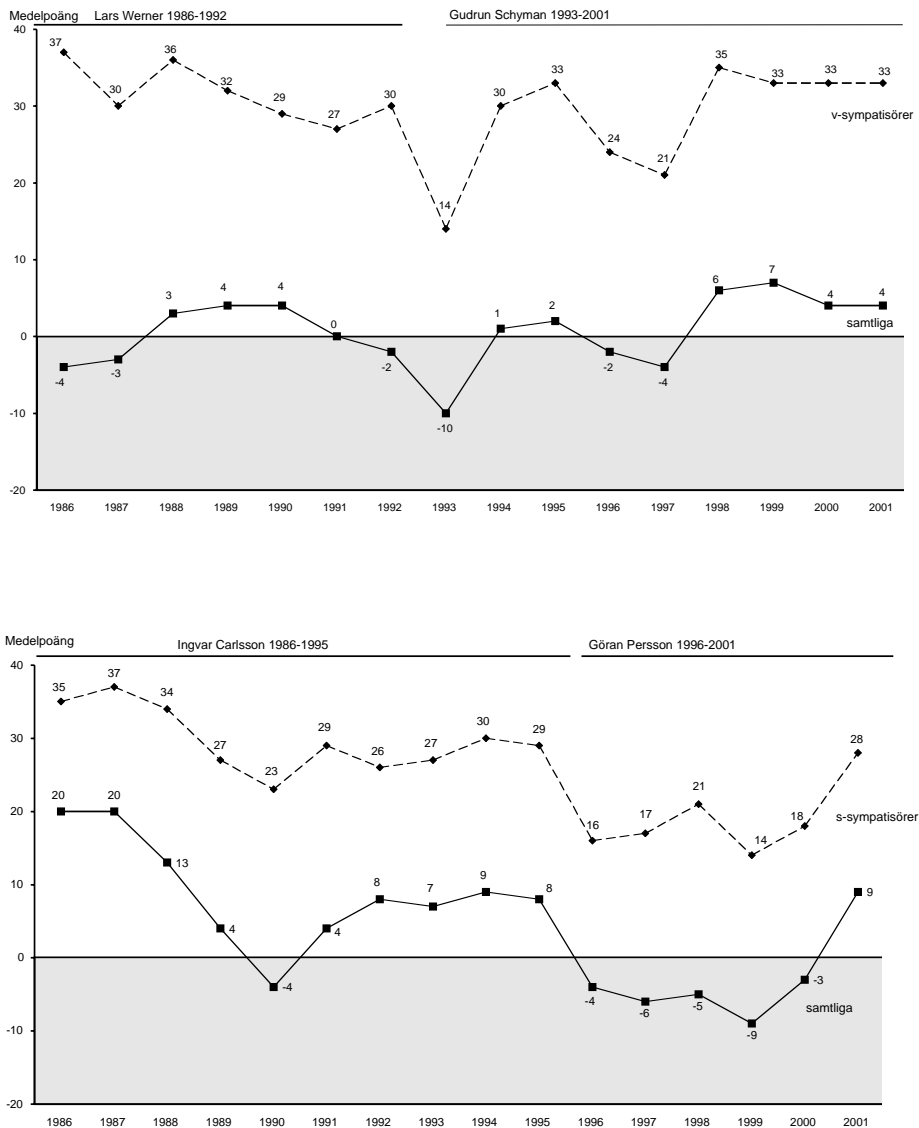 Medelpoäng Lars Werner 1986-1992 Gudrun Schyman 1993-2001
40
37 30 36 32 29 27 30 14 30 33 24 21 35 33 33 33
v-sympatisörer
30
20
10
-4 -3 3 4 4 0 -2 -10 1 2 -2 -4 6 7 4 4
samtliga
0
-10
-20
1986 1987 1988 1989 1990 1991 1992 1993 1994 1995 1996 1997 1998 1999 2000 2001
Medelpoäng Ingvar Carlsson 1986-1995 Göran Persson 1996-2001
40
35 37 34 27 23 29 26 27 30 29 16 17 21 14 18 28
30
s-sympatisörer
20
20 20 13 4 -4 4 8 7 9 8 -4 -6 -5 -9 -3 9
10
0
samtliga
-10
-20
1986 1987 1988 1989 1990 1991 1992 1993 1994 1995 1996 1997 1998 1999 2000 2001